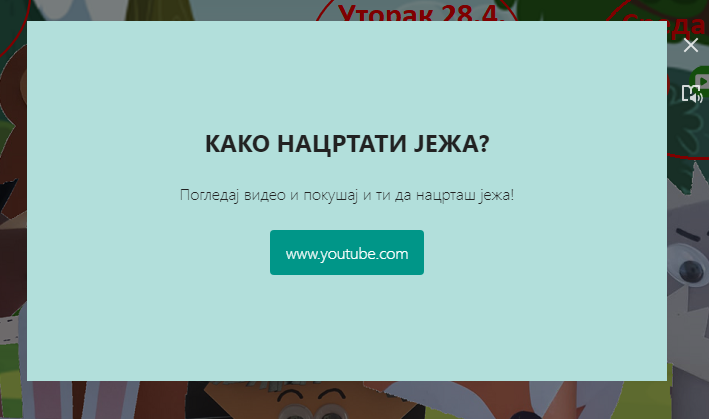 Уторак 28.4.
КАКО НАЦРТАТИ ЈЕЖА?
Погледај видео и покушај и ти да нацрташ јежа!
www.youtube.com